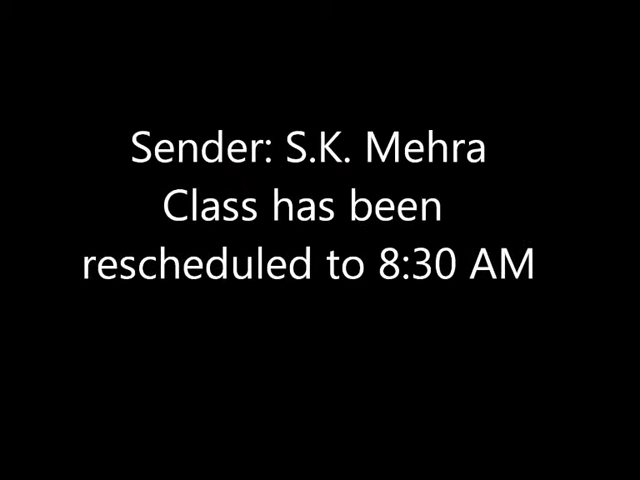 Sender: S.K. Mehra
Class has been
rescheduled to 8:30 AM